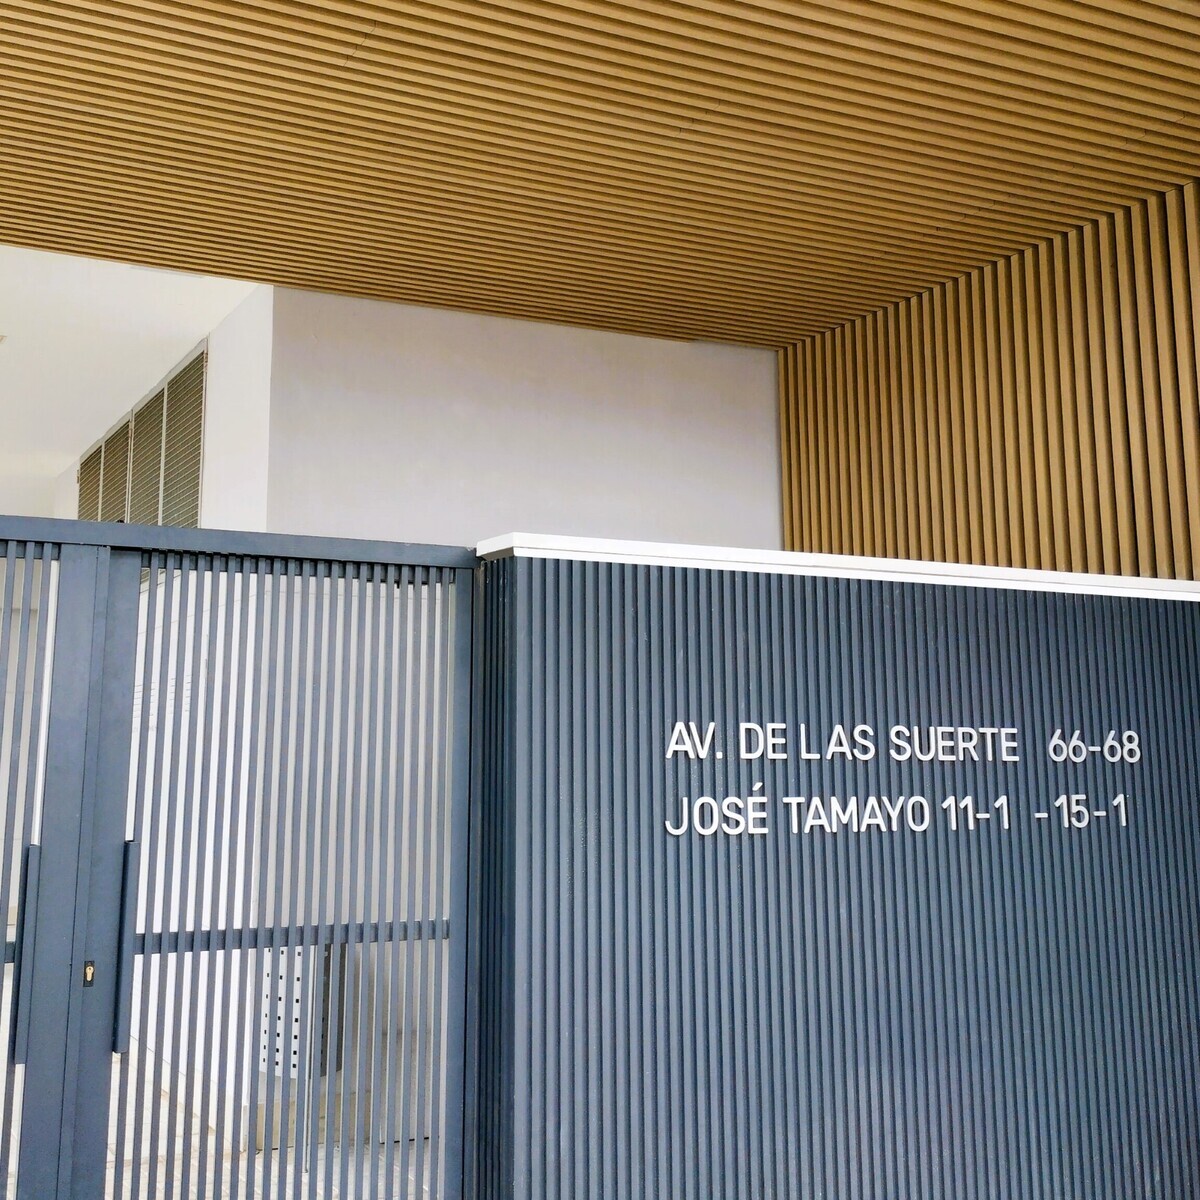 AV. DE LAS SUERTE 66-68
JOSÉ TAMAYO 11-1 -15-1